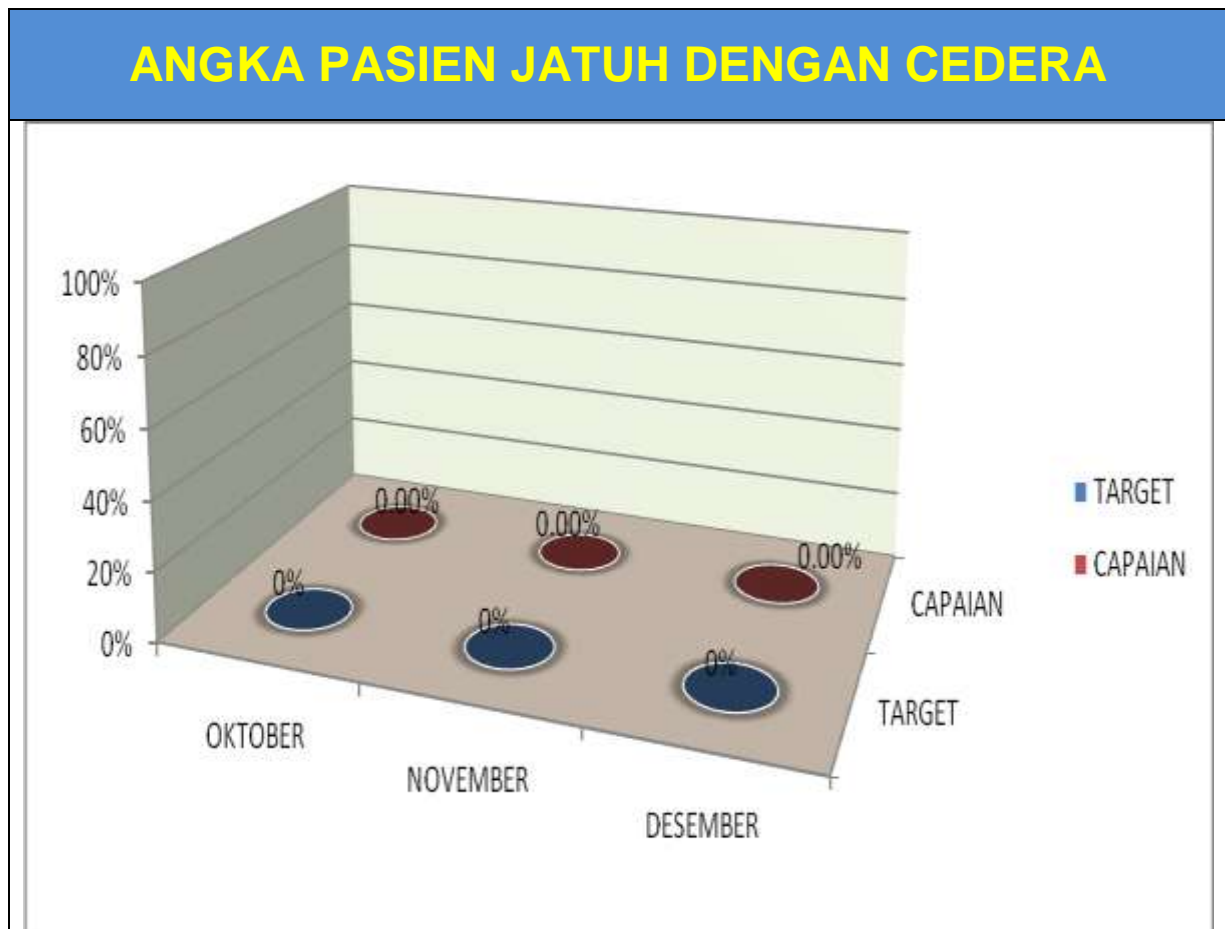 ANGKA PASIEN JATUH DENGAN CEDERA
100%
80%
60%
40%
20%
0%
0.00%
0.00%
0.00%
0%
0%
0%
OKTOBER
NOVEMBER
DESEMBER
CAPAIAN
TARGET
TARGET
CAPAIAN